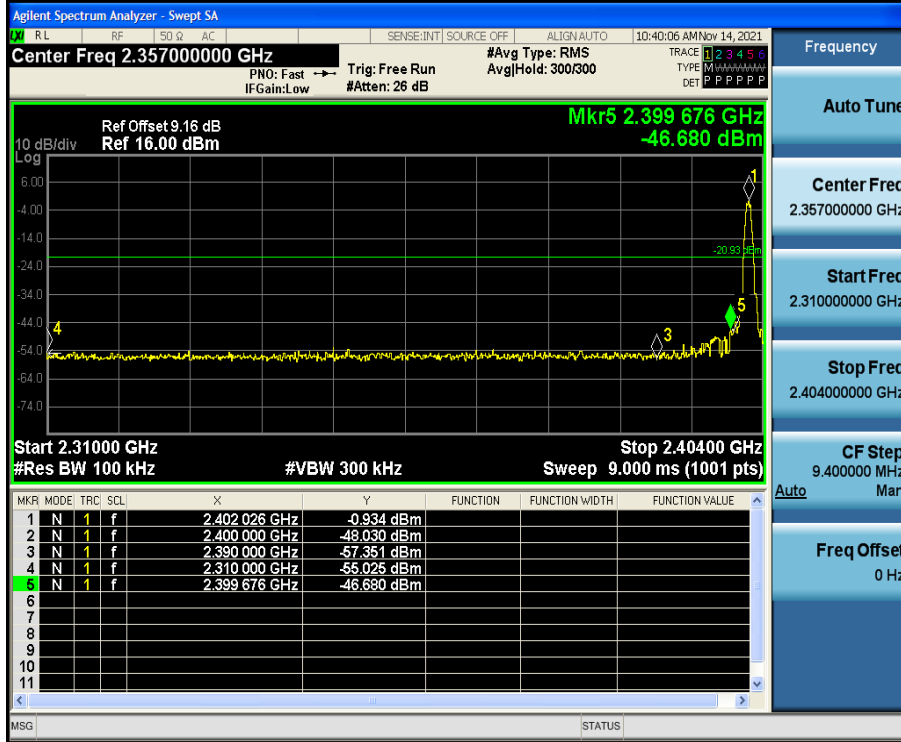 Agilent Spectrum Analyzer - Swept SA
LXI RL RF 50 Ω AC SENSE:INT SOURCE OFF ALIGN AUTO 10:40:06 AM Nov 14, 2021
Center Freq 2.357000000 GHz
PNO: Fast
IFGain:Low
Trig: Free Run
#Atten: 26 dB
#Avg Type: RMS
Avg|Hold: 300/300
TRACE 1 2 3 4 5 6
TYPE M
DET P P P P P P
Mkr5 2.399 676 GHz
-46.680 dBm
Ref Offset 9.16 dB
10 dB/div Ref 16.00 dBm
Log
6.00
-4.00
-14.0
-24.0
-34.0
-44.0
-54.0
-64.0
-74.0
-20.93 dBm
1
5
4
3
Start 2.31000 GHz Stop 2.40400 GHz
#Res BW 100 kHz #VBW 300 kHz Sweep 9.000 ms (1001 pts)
MKR MODE TRC SCL X Y FUNCTION FUNCTION WIDTH FUNCTION VALUE
1 N 1 f 2.402 026 GHz -0.934 dBm
2 N 1 f 2.400 000 GHz -48.030 dBm
3 N 1 f 2.390 000 GHz -57.351 dBm
4 N 1 f 2.310 000 GHz -55.025 dBm
5 N 1 f 2.399 676 GHz -46.680 dBm
6
7
8
9
10
11
MSG STATUS
Frequency
Auto Tune
Center Freq
2.357000000 GHz
Start Freq
2.310000000 GHz
Stop Freq
2.404000000 GHz
CF Step
9.400000 MHz
Auto Man
Freq Offset
0 Hz